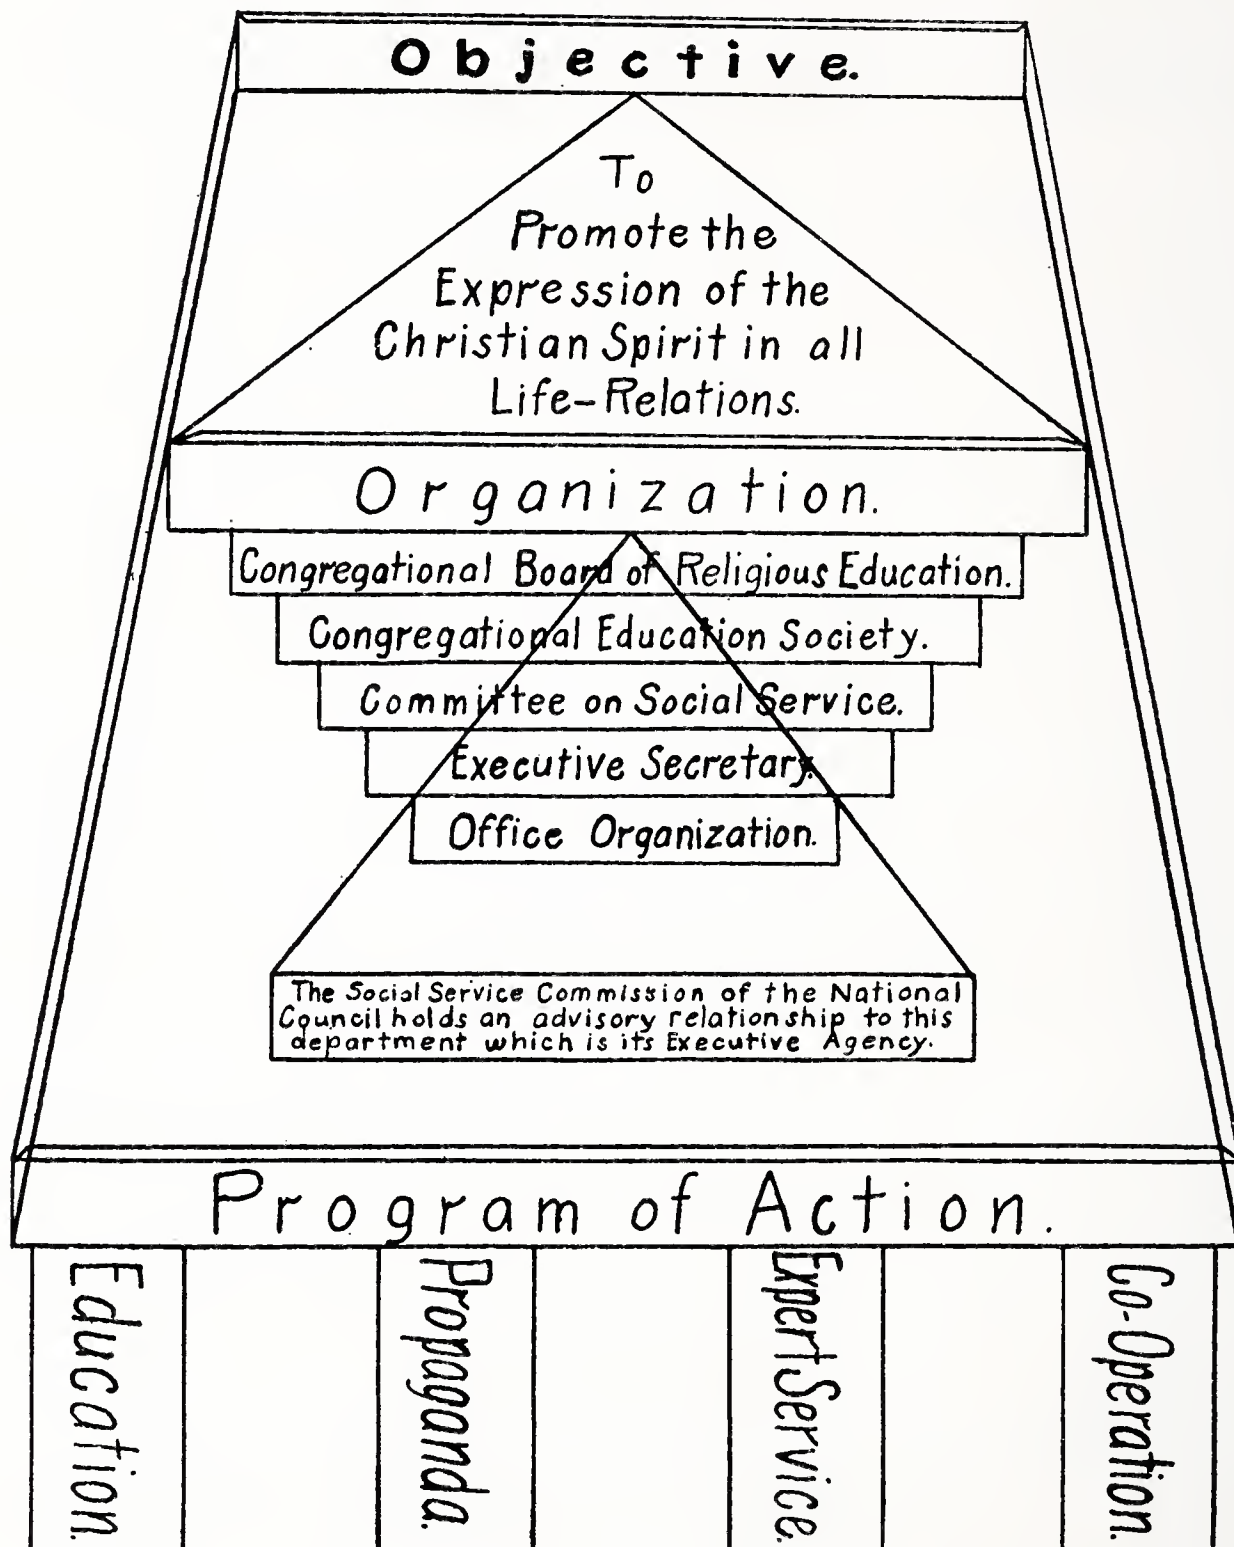 Objective.
To
Promote the
Expression of the
Christian Spirit in all
Life-Relations.
Organization.
Congregational Board of Religious Education.
Congregational Education Society.
Committee on Social Service.
Executive Secretary.
Office Organization.
The Social Service Commission of the National
Council holds an advisory relationship to this
department which is its Executive Agency.
Program of Action.
Education.
Propaganda.
Expert Service.
Co-Operation.